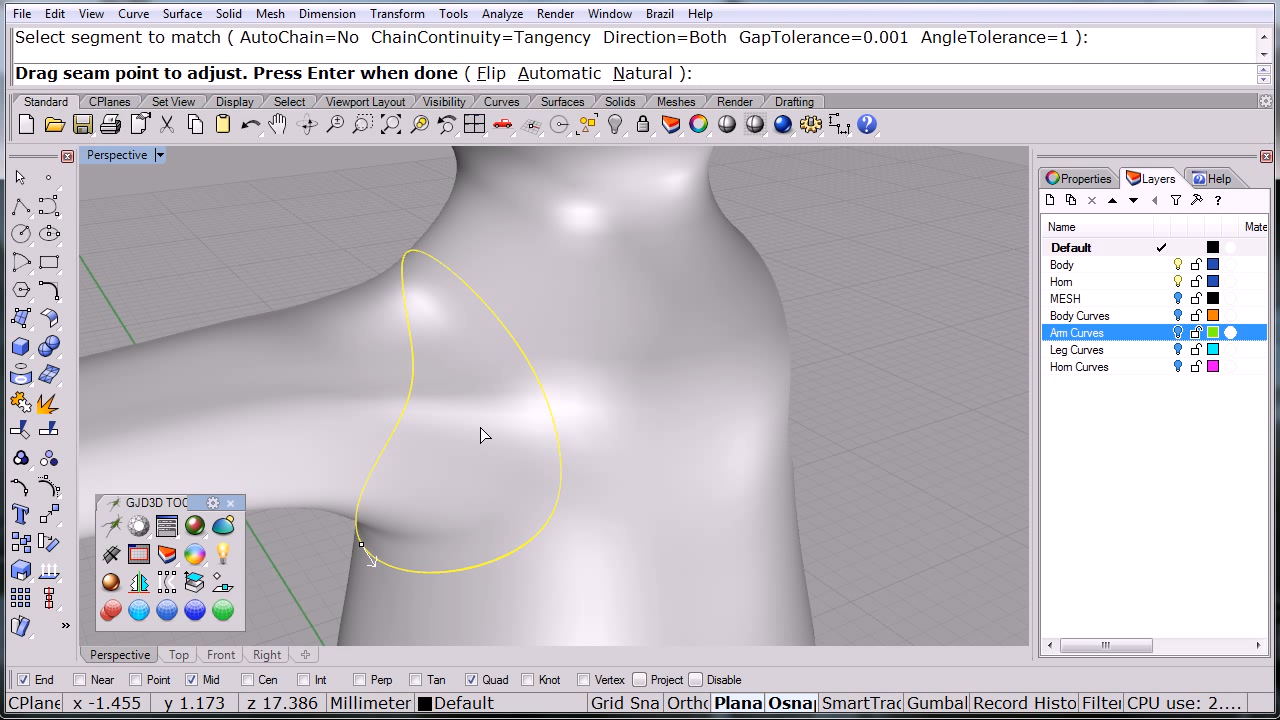 File Edit View Curve Surface Solid Mesh Dimension Transform Tools Analyze Render Window Brazil Help
Select segment to match ( AutoChain=No ChainContinuity=Tangency Direction=Both GapTolerance=0.001 AngleTolerance=1 ):
Drag seam point to adjust. Press Enter when done ( Flip Automatic Natural ):
Standard CPlanes Set View Display Select Viewport Layout Visibility Curves Surfaces Solids Meshes Render Drafting
Perspective
Properties Layers Help
Name Mate
Default
Body
Horn
MESH
Body Curves
Arm Curves
Leg Curves
Horn Curves
GJD3D TOO
Perspective Top Front Right
End Near Point Mid Cen Int Perp Tan Quad Knot Vertex Project Disable
CPlane x -1.455 y 1.173 z 17.386 Millimeter Default Grid Sna Ortho Plana Osnap SmartTrac Gumbal Record Histo Filter CPU use: 2....